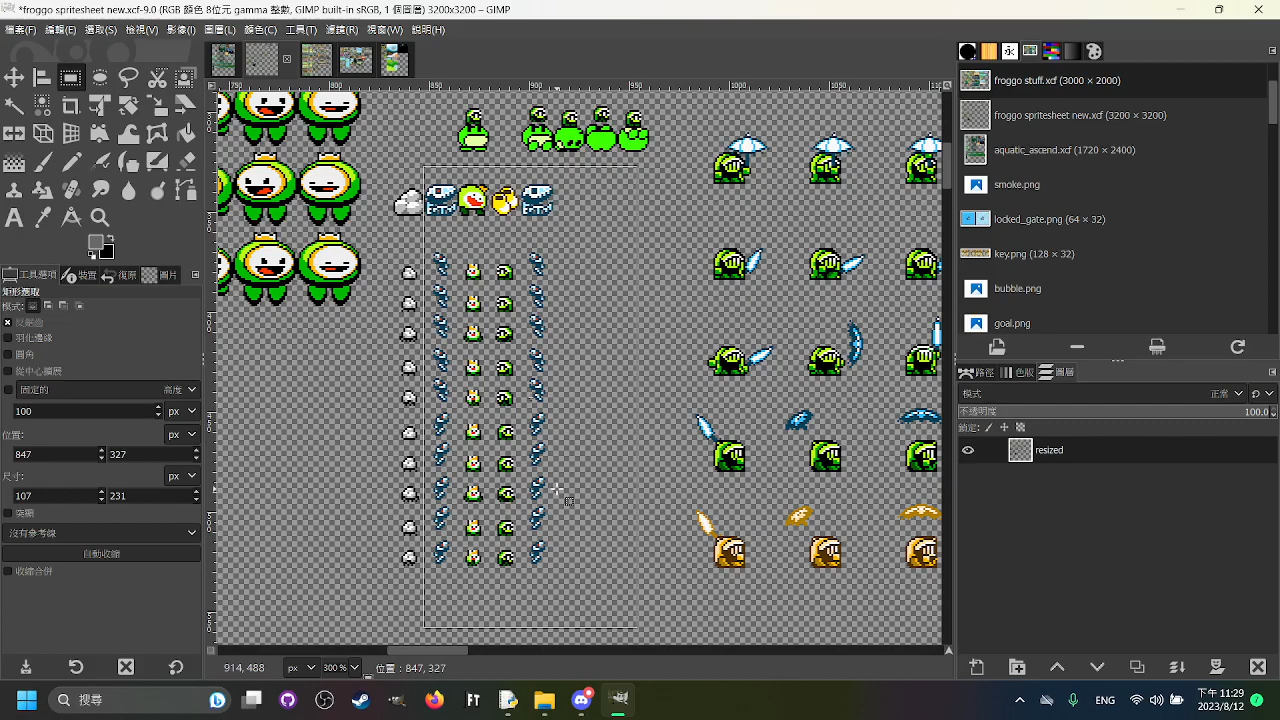 *froggo spritesheet new.xcf-9.0 (RGB 顏色 8位元 gamma 整數, GIMP built-in sRGB, 1 個圖層) 3200x3200 – GIMP
檔案(F) 編輯(E) 選取(S) 檢視(V) 影像(I) 圖層(L) 顏色(C) 工具(T) 濾鏡(R) 視窗(W) 說明(H)
froggo stuff.xcf (3000 × 2000)
froggo spritesheet new.xcf (3200 × 3200)
aquatic_ascend.xcf (1720 × 2400)
smoke.png
locked_gate.png (64 × 32)
key.png (128 × 32)
bubble.png
goal.png
工具選項 裝置 復原 圖片
矩形選取
模式:
反鋸齒
羽化邊緣
圓角
從中心擴展
固定的 高度
100 px
位置: px
847 327
尺寸: px
107 231
突顯
沒有參考線
自動收縮
收縮合併
路徑 色版 圖層
模式 正常
不透明度 100.0
鎖定:
resized
914, 488 px 300 % 位置: 847, 327
搜尋
FT
ENG
下午 11:29
2023/8/12
7